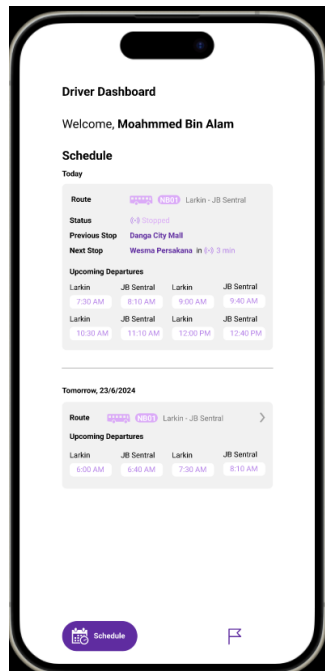 Driver Dashboard
Welcome, Moahmmed Bin Alam
Schedule
Today
Route NB01 Larkin - JB Sentral
Status Stopped
Previous Stop Danga City Mall
Next Stop Wesma Persakana in 3 min
Upcoming Departures
Larkin JB Sentral Larkin JB Sentral
7:30 AM 8:10 AM 9:00 AM 9:40 AM
Larkin JB Sentral Larkin JB Sentral
10:30 AM 11:10 AM 12:00 PM 12:40 PM
Tomorrow, 23/6/2024
Route NB01 Larkin - JB Sentral
Upcoming Departures
Larkin JB Sentral Larkin JB Sentral
6:00 AM 6:40 AM 7:30 AM 8:10 AM
Schedule